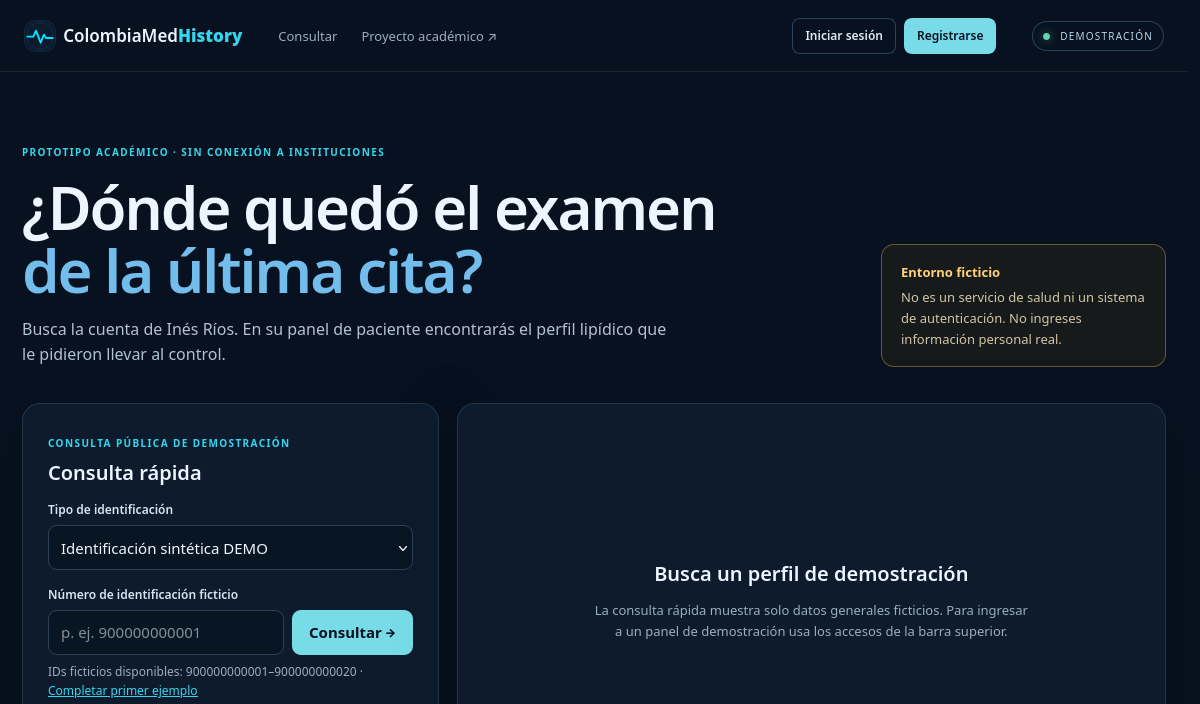 ColombiaMedHistory
Consultar
Proyecto académico ↗
Iniciar sesión
Registrarse
DEMOSTRACIÓN
PROTOTIPO ACADÉMICO · SIN CONEXIÓN A INSTITUCIONES
¿Dónde quedó el examen
de la última cita?
Busca la cuenta de Inés Ríos. En su panel de paciente encontrarás el perfil lipídico que
le pidieron llevar al control.
Entorno ficticio
No es un servicio de salud ni un sistema
de autenticación. No ingreses
información personal real.
CONSULTA PÚBLICA DE DEMOSTRACIÓN
Consulta rápida
Tipo de identificación
Identificación sintética DEMO
Número de identificación ficticio
p. ej. 900000000001
Consultar →
IDs ficticios disponibles: 900000000001–900000000020 ·
Completar primer ejemplo
Busca un perfil de demostración
La consulta rápida muestra solo datos generales ficticios. Para ingresar
a un panel de demostración usa los accesos de la barra superior.